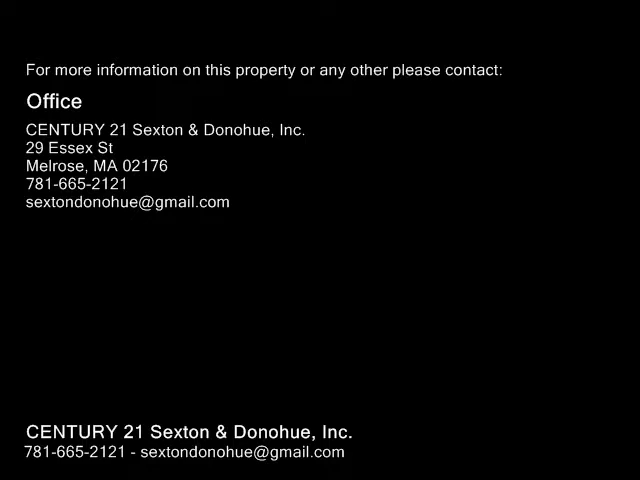 For more information on this property or any other please contact:
Office
CENTURY 21 Sexton & Donohue, Inc.
29 Essex St
Melrose, MA 02176
781-665-2121
sextondonohue@gmail.com
CENTURY 21 Sexton & Donohue, Inc.
781-665-2121 - sextondonohue@gmail.com